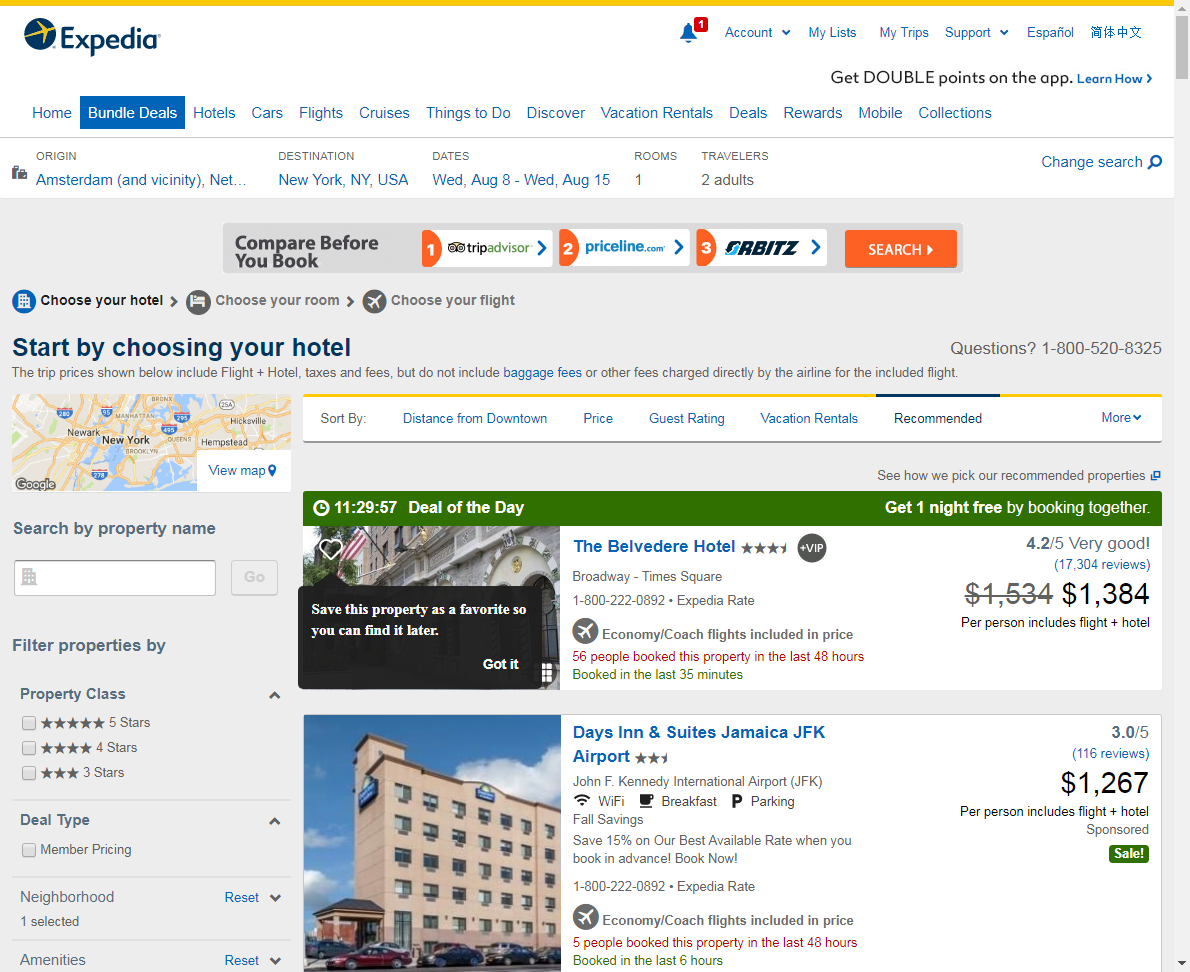 Expedia
1
Account
My Lists
My Trips
Support
Español
简体中文
Get DOUBLE points on the app. Learn How
Home
Bundle Deals
Hotels
Cars
Flights
Cruises
Things to Do
Discover
Vacation Rentals
Deals
Rewards
Mobile
Collections
ORIGIN
Amsterdam (and vicinity), Net...
DESTINATION
New York, NY, USA
DATES
Wed, Aug 8 - Wed, Aug 15
ROOMS
1
TRAVELERS
2 adults
Change search
Compare Before
You Book
1 tripadvisor
2 priceline.com
3 ORBITZ
SEARCH
Choose your hotel
Choose your room
Choose your flight
Start by choosing your hotel
Questions? 1-800-520-8325
The trip prices shown below include Flight + Hotel, taxes and fees, but do not include baggage fees or other fees charged directly by the airline for the included flight.
BRONX
25A
280
95
MANHATTAN
295
Hicksville
Newark
New York
QUEENS
495
Hempstead
BROOKLYN
278
Google
View map
Sort By:
Distance from Downtown
Price
Guest Rating
Vacation Rentals
Recommended
More
See how we pick our recommended properties
Search by property name
Go
Filter properties by
Property Class
5 Stars
4 Stars
3 Stars
Deal Type
Member Pricing
Neighborhood
Reset
1 selected
Amenities
Reset
11:29:57 Deal of the Day
Get 1 night free by booking together.
Save this property as a favorite so
you can find it later.
Got it
The Belvedere Hotel
+VIP
Broadway - Times Square
1-800-222-0892 • Expedia Rate
Economy/Coach flights included in price
56 people booked this property in the last 48 hours
Booked in the last 35 minutes
4.2/5 Very good!
(17,304 reviews)
$1,534 $1,384
Per person includes flight + hotel
Days Inn & Suites Jamaica JFK
Airport
John F. Kennedy International Airport (JFK)
WiFi
Breakfast
P Parking
Fall Savings
Save 15% on Our Best Available Rate when you
book in advance! Book Now!
1-800-222-0892 • Expedia Rate
Economy/Coach flights included in price
5 people booked this property in the last 48 hours
Booked in the last 6 hours
3.0/5
(116 reviews)
$1,267
Per person includes flight + hotel
Sponsored
Sale!